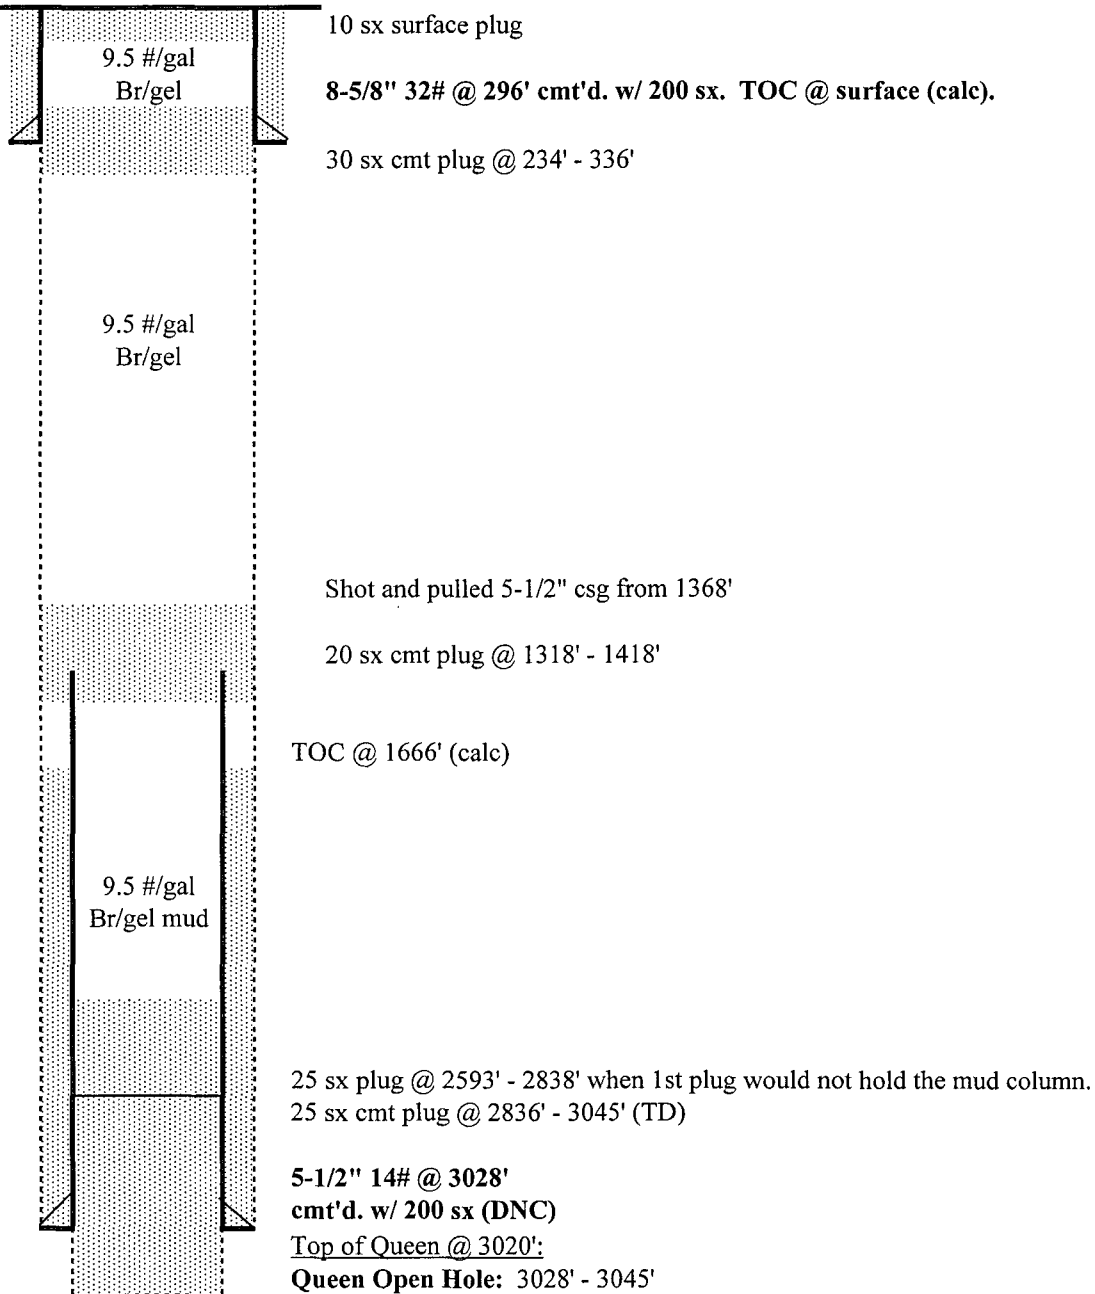 10 sx surface plug
9.5 #/gal
Br/gel
8-5/8" 32# @ 296' cmt'd. w/ 200 sx.  TOC @ surface (calc).
30 sx cmt plug @ 234' - 336'
9.5 #/gal
Br/gel
Shot and pulled 5-1/2" csg from 1368'
20 sx cmt plug @ 1318' - 1418'
TOC @ 1666' (calc)
9.5 #/gal
Br/gel mud
25 sx plug @ 2593' - 2838' when 1st plug would not hold the mud column.
25 sx cmt plug @ 2836' - 3045' (TD)
5-1/2" 14# @ 3028'
cmt'd. w/ 200 sx (DNC)
Top of Queen @ 3020':
Queen Open Hole:  3028' - 3045'